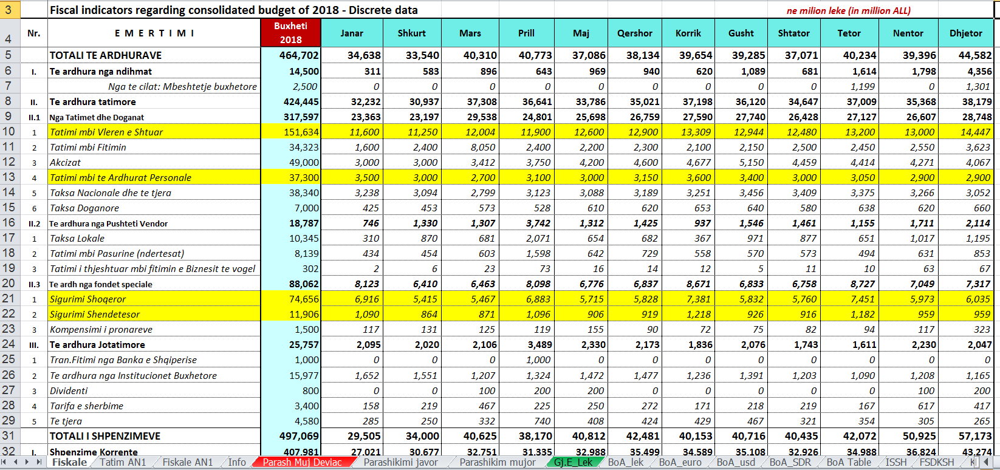 3 Fiscal indicators regarding consolidated budget of 2018 - Discrete data ne milion leke (in million ALL)
4 Nr. E M E R T I M I Buxheti 2018 Janar Shkurt Mars Prill Maj Qershor Korrik Gusht Shtator Tetor Nentor Dhjetor
5 TOTALI TE ARDHURAVE 464,702 34,638 33,540 40,310 40,773 37,086 38,134 39,654 39,285 37,071 40,234 39,396 44,582
6 I. Te ardhura nga ndihmat 14,500 311 583 896 643 969 940 620 1,089 681 1,614 1,798 4,356
7 Nga te cilat: Mbeshtetje buxhetore 2,500 0 0 0 0 0 0 0 0 0 1,199 0 1,301
8 II. Te ardhura tatimore 424,445 32,232 30,937 37,308 36,641 33,786 35,021 37,198 36,120 34,647 37,009 35,368 38,179
9 II.1 Nga Tatimet dhe Doganat 317,597 23,363 23,197 29,538 24,801 25,698 26,759 27,590 27,740 26,428 27,127 26,607 28,748
10 1 Tatimi mbi Vleren e Shtuar 151,634 11,600 11,250 12,004 11,900 12,600 12,900 13,309 12,944 12,480 13,200 13,000 14,447
11 2 Tatimi mbi Fitimin 34,323 1,600 2,400 8,050 2,400 2,200 2,300 2,100 2,150 2,500 2,450 2,550 3,623
12 3 Akcizat 49,000 3,000 3,000 3,412 3,750 4,200 4,600 4,677 5,150 4,459 4,414 4,271 4,067
13 4 Tatimi mbi te Ardhurat Personale 37,300 3,500 3,000 2,700 3,100 3,000 3,150 3,600 3,400 3,000 3,050 2,900 2,900
14 5 Taksa Nacionale dhe te tjera 38,340 3,238 3,094 2,799 3,123 3,088 3,189 3,251 3,456 3,409 3,375 3,266 3,052
15 6 Taksa Doganore 7,000 425 453 573 528 610 620 653 640 580 638 620 660
16 II.2 Te ardhura nga Pushteti Vendor 18,787 746 1,330 1,307 3,742 1,312 1,425 937 1,546 1,461 1,155 1,711 2,114
17 1 Taksa Lokale 10,345 310 870 681 2,071 654 682 367 971 877 651 1,017 1,195
18 2 Tatimi mbi Pasurine (ndertesat) 8,139 434 454 603 1,598 642 729 558 570 573 494 631 853
19 3 Tatimi i thjeshtuar mbi fitimin e Biznesit te vogel 302 2 6 23 73 16 14 12 5 11 10 63 67
20 II.3 Te ardh nga fondet speciale 88,062 8,123 6,410 6,463 8,098 6,776 6,837 8,671 6,833 6,758 8,727 7,049 7,317
21 1 Sigurimi Shoqeror 74,656 6,916 5,415 5,467 6,883 5,715 5,828 7,381 5,832 5,760 7,451 5,973 6,035
22 2 Sigurimi Shendetesor 11,906 1,090 864 871 1,096 906 919 1,218 926 916 1,182 959 959
23 3 Kompensimi i pronareve 1,500 117 131 125 119 155 90 72 75 82 94 117 323
24 III. Te ardhura Jotatimore 25,757 2,095 2,020 2,106 3,489 2,330 2,173 1,836 2,076 1,743 1,611 2,230 2,047
25 1 Tran.Fitimi nga Banka e Shqiperise 1,000 0 0 0 1,000 0 0 0 0 0 0 0 0
26 2 Te ardhura nga Institucionet Buxhetore 15,977 1,652 1,551 1,207 1,324 1,472 1,477 1,236 1,391 1,203 1,090 1,208 1,165
27 3 Dividenti 800 0 0 100 200 200 0 0 0 0 0 100 200
28 4 Tarifa e sherbime 3,400 158 219 467 225 250 272 171 218 219 167 617 417
29 5 Te tjera 4,580 285 250 332 740 408 424 429 467 321 354 305 265
31 TOTALI I SHPENZIMEVE 497,069 29,505 34,000 40,625 38,170 40,812 42,481 40,153 40,716 40,435 42,072 50,925 57,173
32 I. Shpenzime Korrente 407,981 27,021 30,677 32,751 31,335 32,988 35,499 34,589 35,108 32,926 34,988 36,824 43,274
Fiskale Tatim AN1 Fiskale AN1 Info Parash Muj Deviac Parashikimi javor Parashikim mujor Gj.E_Lek BoA_lek BoA_euro BoA_usd BoA_SDR BoA Table ISSH FSDKSH